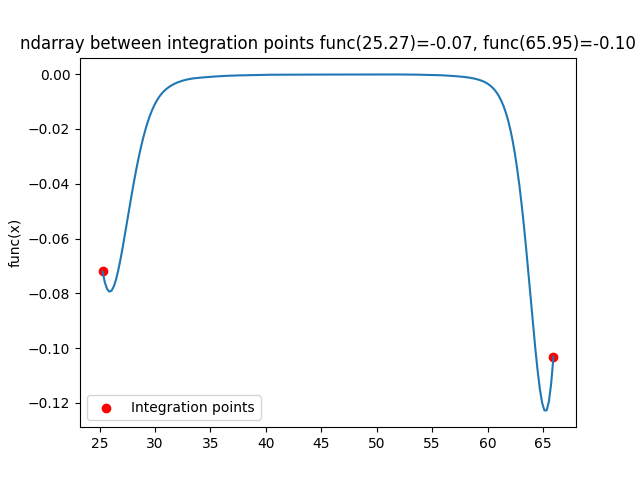 ndarray between integration points func(25.27)=-0.07, func(65.95)=-0.10
0.00
−0.02
−0.04
−0.06
−0.08
−0.10
−0.12
func(x)
Integration points
25 30 35 40 45 50 55 60 65